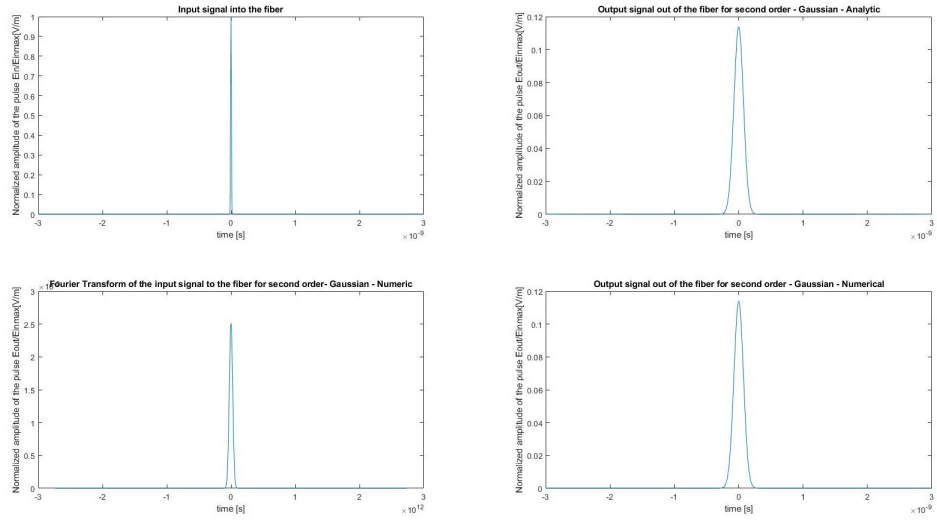 Input signal into the fiber
Normalized amplitude of the pulse Ein/Einmax[V/m]
1
0.9
0.8
0.7
0.6
0.5
0.4
0.3
0.2
0.1
0
-3 -2 -1 0 1 2 3
time [s]
×10-9
Output signal out of the fiber for second order - Gaussian - Analytic
Normalized amplitude of the pulse Eout/Einmax[V/m]
0.12
0.1
0.08
0.06
0.04
0.02
0
-3 -2 -1 0 1 2 3
time [s]
×10-9
Fourier Transform of the input signal to the fiber for second order- Gaussian - Numeric
Normalized amplitude of the pulse Eout/Einmax[V/m]
3
2.5
2
1.5
1
0.5
0
-3 -2 -1 0 1 2 3
time [s]
×1012
Output signal out of the fiber for second order - Gaussian - Numerical
Normalized amplitude of the pulse Eout/Einmax[V/m]
0.12
0.1
0.08
0.06
0.04
0.02
0
-3 -2 -1 0 1 2 3
time [s]
×10-9